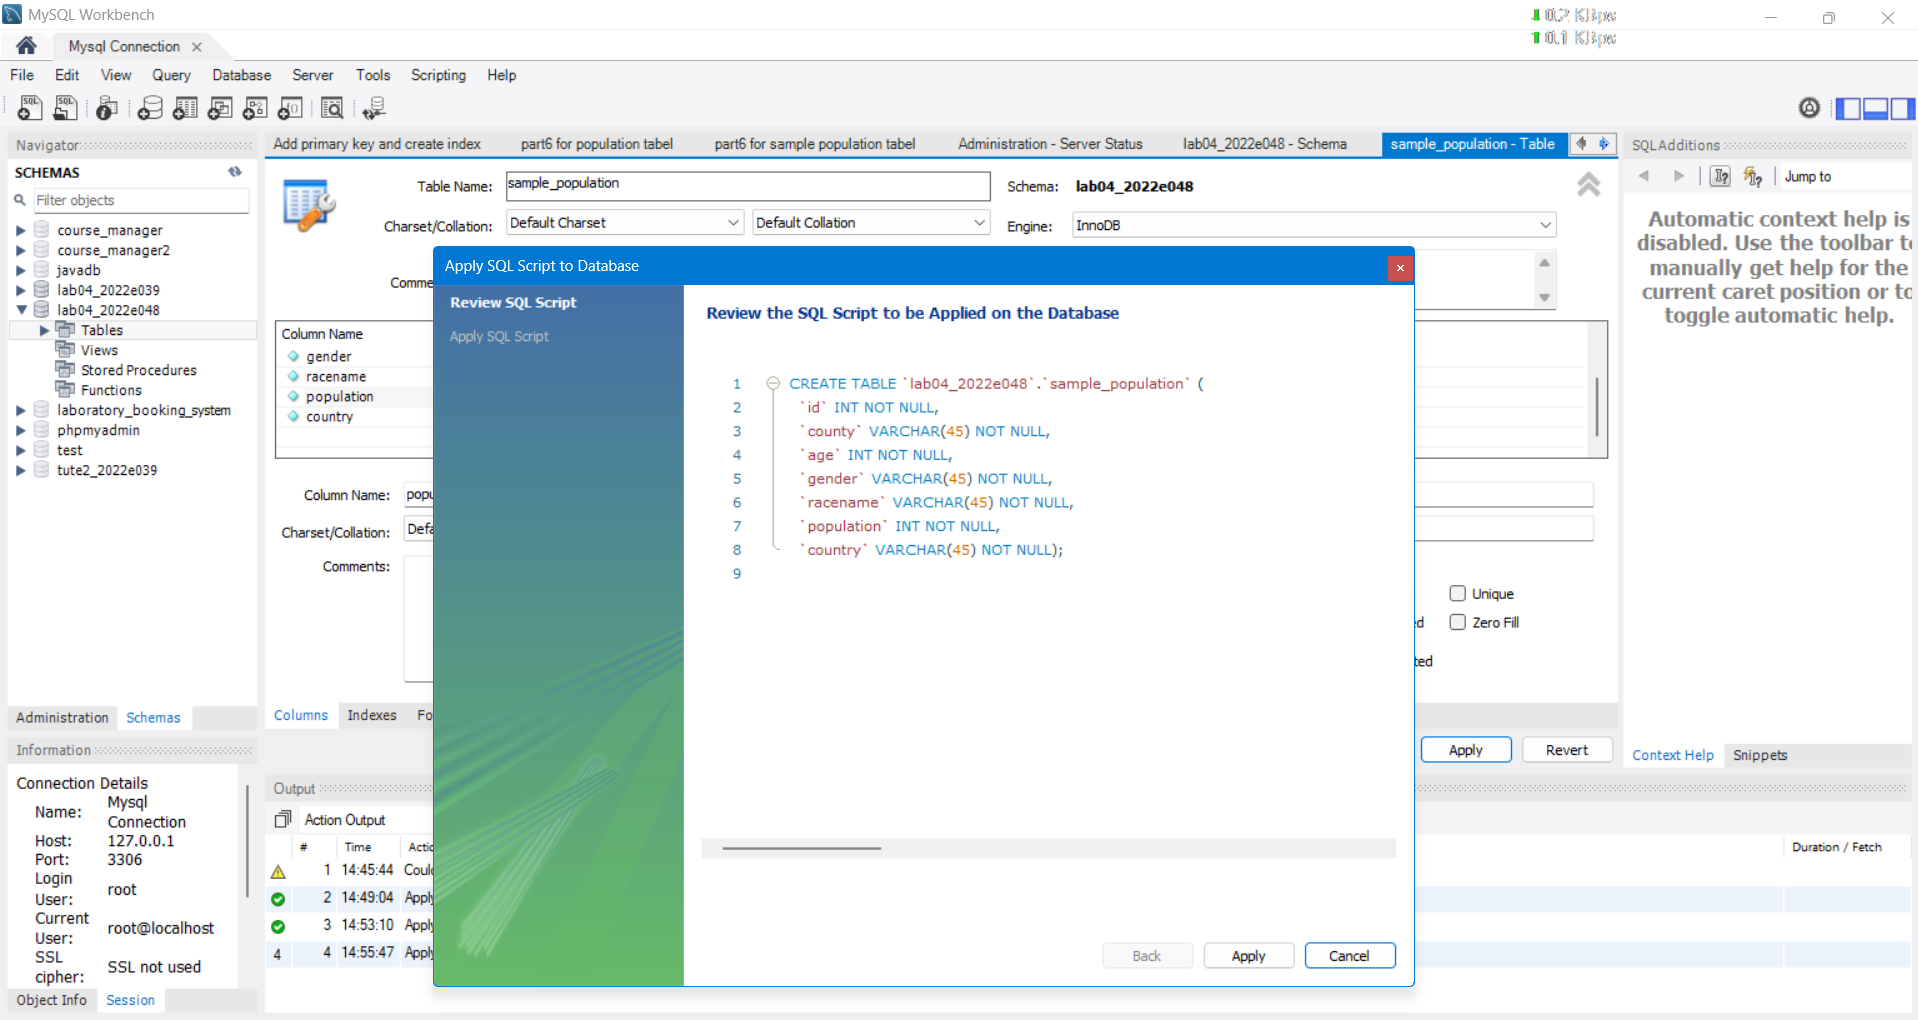 MySQL Workbench
0.2 KBps
0.1 KBps
Mysql Connection
File Edit View Query Database Server Tools Scripting Help
Navigator
SCHEMAS
Filter objects
course_manager
course_manager2
javadb
lab04_2022e039
lab04_2022e048
Tables
Views
Stored Procedures
Functions
laboratory_booking_system
phpmyadmin
test
tute2_2022e039
Administration Schemas
Information
Connection Details
Name: Mysql Connection
Host: 127.0.0.1
Port: 3306
Login User: root
Current User: root@localhost
SSL cipher: SSL not used
Object Info Session
Add primary key and create index part6 for population tabel part6 for sample population tabel Administration - Server Status lab04_2022e048 - Schema sample_population - Table
Table Name: sample_population Schema: lab04_2022e048
Charset/Collation: Default Charset Default Collation Engine: InnoDB
Comme
Column Name
gender
racename
population
country
Column Name: popu
Charset/Collation: Defa
Comments:
Unique
ed Zero Fill
ted
Columns Indexes Fo
Apply Revert
Apply SQL Script to Database
Review SQL Script
Apply SQL Script
Review the SQL Script to be Applied on the Database
1 CREATE TABLE `lab04_2022e048`.`sample_population` (
2 `id` INT NOT NULL,
3 `county` VARCHAR(45) NOT NULL,
4 `age` INT NOT NULL,
5 `gender` VARCHAR(45) NOT NULL,
6 `racename` VARCHAR(45) NOT NULL,
7 `population` INT NOT NULL,
8 `country` VARCHAR(45) NOT NULL);
9
Back Apply Cancel
Output
Action Output
# Time Actio Duration / Fetch
1 14:45:44 Could
2 14:49:04 Apply
3 14:53:10 Apply
4 4 14:55:47 Apply
SQLAdditions
Jump to
Automatic context help is
disabled. Use the toolbar to
manually get help for the
current caret position or to
toggle automatic help.
Context Help Snippets